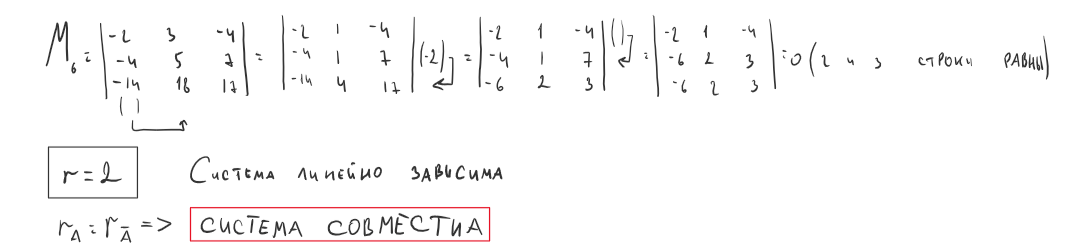 M₆ = | -2 3 -4 | = | -2 1 -4 | = | -2 1 -4 | () = | -2 1 -4 | = 0 (2 и 3 строки равны)
| -4 5 7 | | -4 1 7 | (-2) | -4 1 7 | | -6 2 3 |
| -14 18 17 | | -14 4 17 | | -6 2 3 | | -6 2 3 |
()
r = 2 Система линейно зависима
r_A = r_Ā => СИСТЕМА СОВМЕСТНА